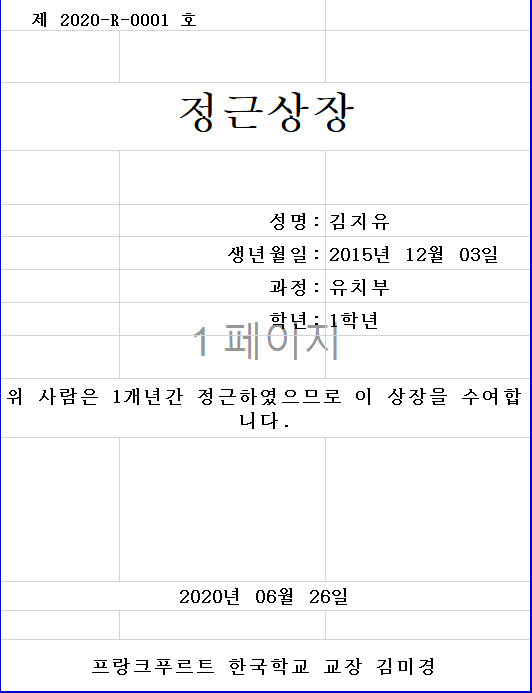 제 2020-R-0001 호
정근상장
성명: 김지유
생년월일: 2015년 12월 03일
과정: 유치부
학년: 1학년
1 페이지
위 사람은 1개년간 정근하였으므로 이 상장을 수여합
니다.
2020년 06월 26일
프랑크푸르트 한국학교 교장 김미경